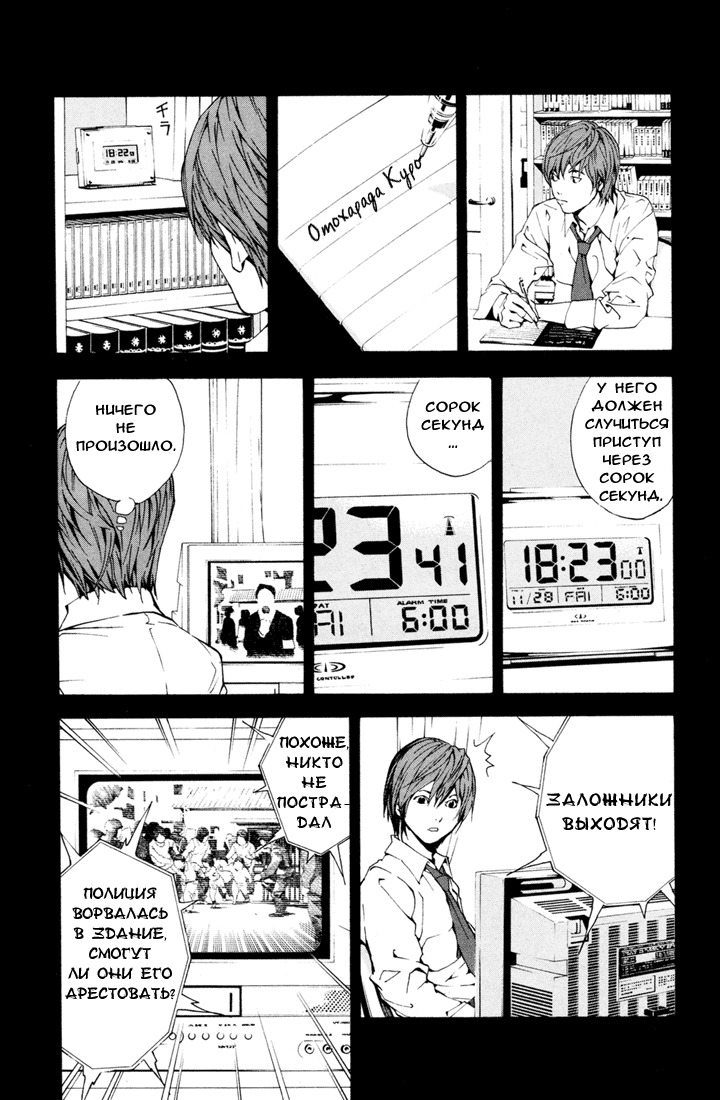 Отохарада Куро
チラ
18:22
У НЕГО
ДОЛЖЕН
СЛУЧИТЬСЯ
ПРИСТУП
ЧЕРЕЗ
СОРОК
СЕКУНД.
18:23 00
11/28 FRI 6:00
СОРОК
СЕКУНД
...
23 41
ALARM TIME
6:00
НИЧЕГО
НЕ
ПРОИЗОШЛО.
ЗАЛОЖНИКИ
ВЫХОДЯТ!
ПОХОЖЕ,
НИКТО
НЕ
ПОСТРА-
ДАЛ
ПОЛИЦИЯ
ВОРВАЛАСЬ
В ЗДАНИЕ,
СМОГУТ
ЛИ ОНИ ЕГО
АРЕСТОВАТЬ?